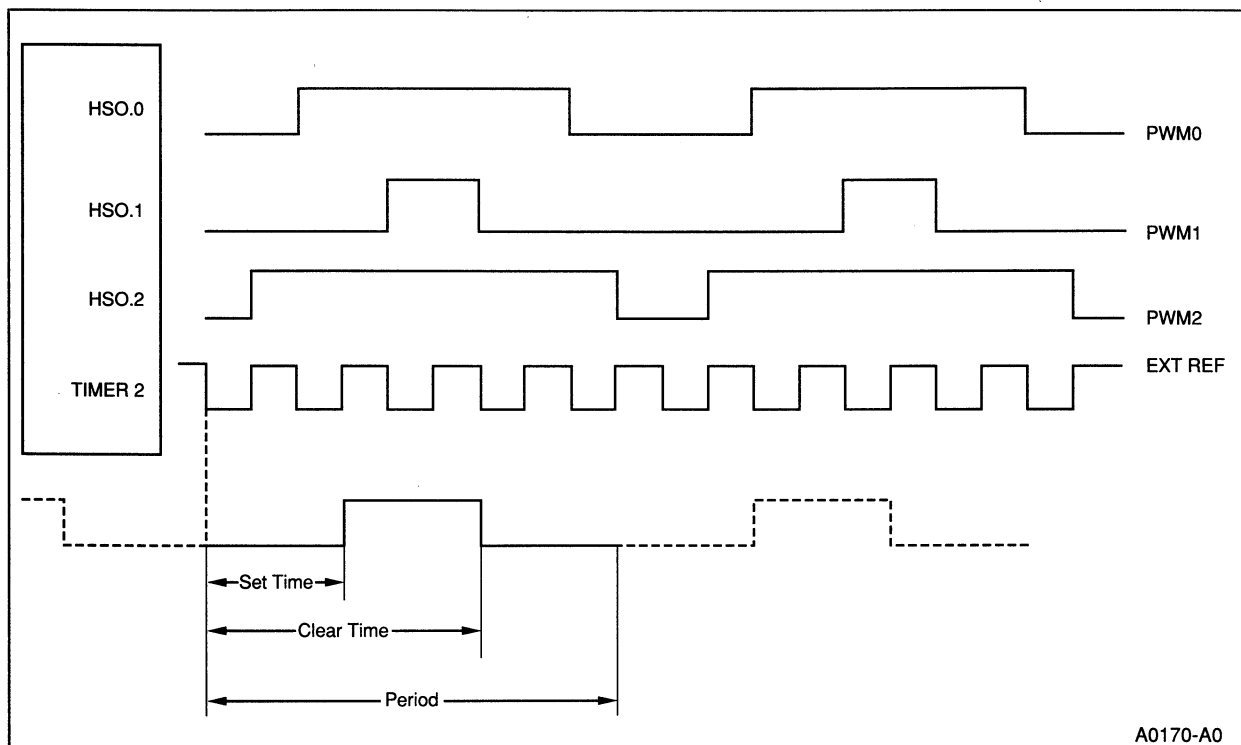 HSO.0
PWM0
HSO.1
PWM1
HSO.2
PWM2
EXT REF
TIMER 2
Set Time
Clear Time
Period
A0170-A0